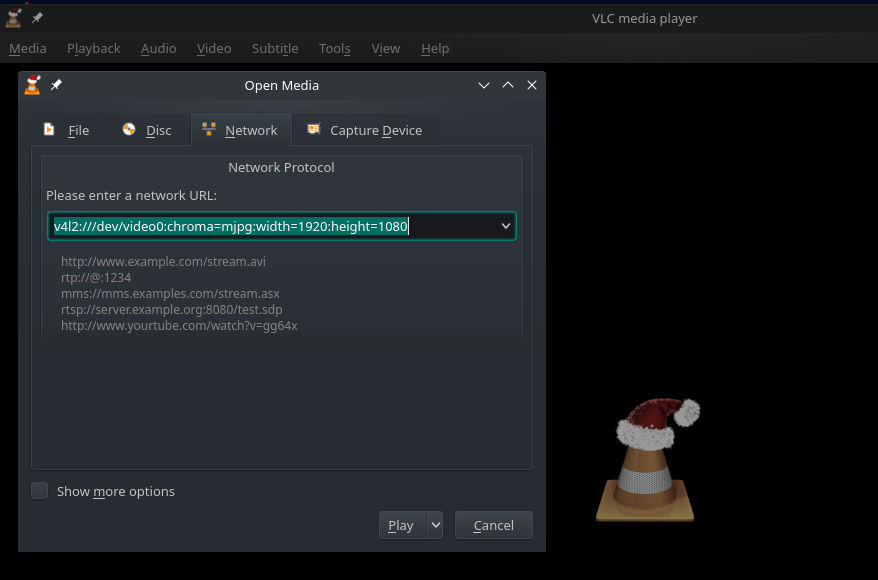 VLC media player
Media Playback Audio Video Subtitle Tools View Help
Open Media
File Disc Network Capture Device
Network Protocol
Please enter a network URL:
v4l2:///dev/video0:chroma=mjpg:width=1920:height=1080
http://www.example.com/stream.avi
rtp://@:1234
mms://mms.examples.com/stream.asx
rtsp://server.example.org:8080/test.sdp
http://www.yourtube.com/watch?v=gg64x
Show more options
Play Cancel